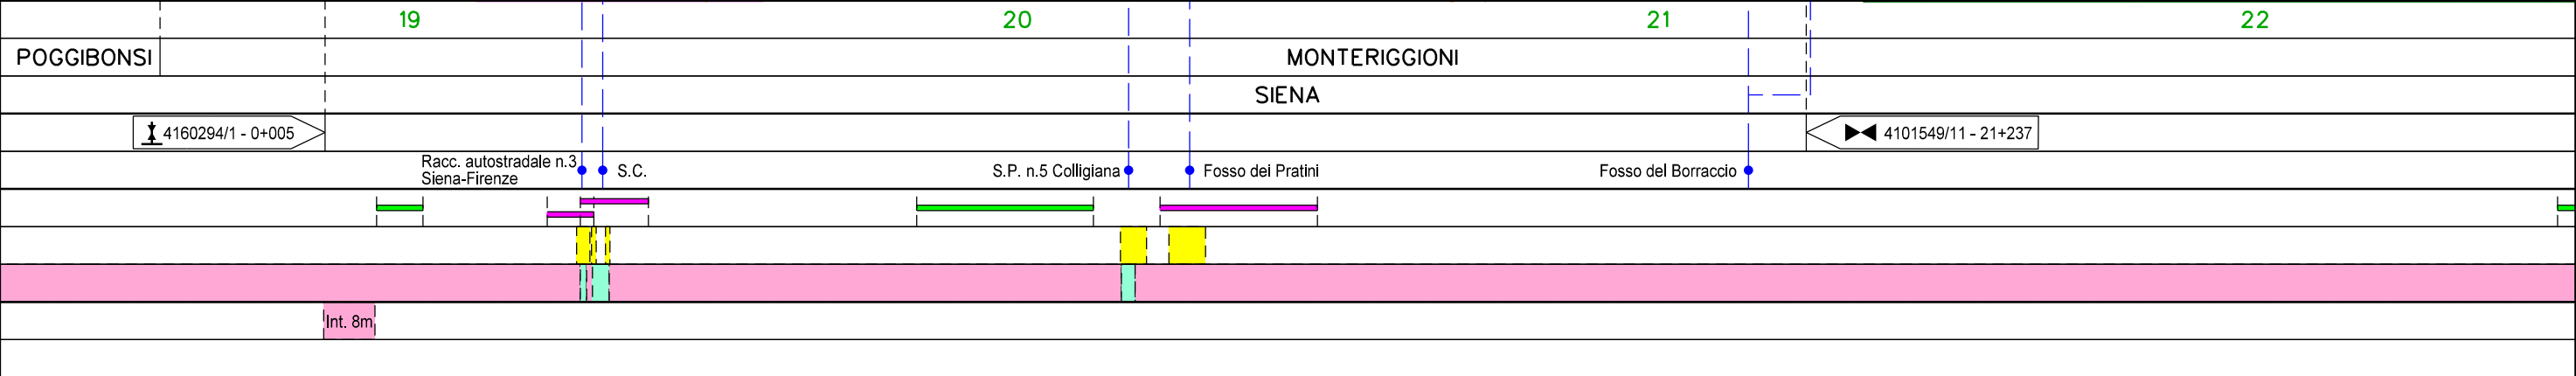 19 20 21 22
POGGIBONSI MONTERIGGIONI
SIENA
4160294/1 - 0+005 4101549/11 - 21+237
Racc. autostradale n.3
Siena-Firenze
S.C. S.P. n.5 Colligiana Fosso dei Pratini Fosso del Borraccio
Int. 8m